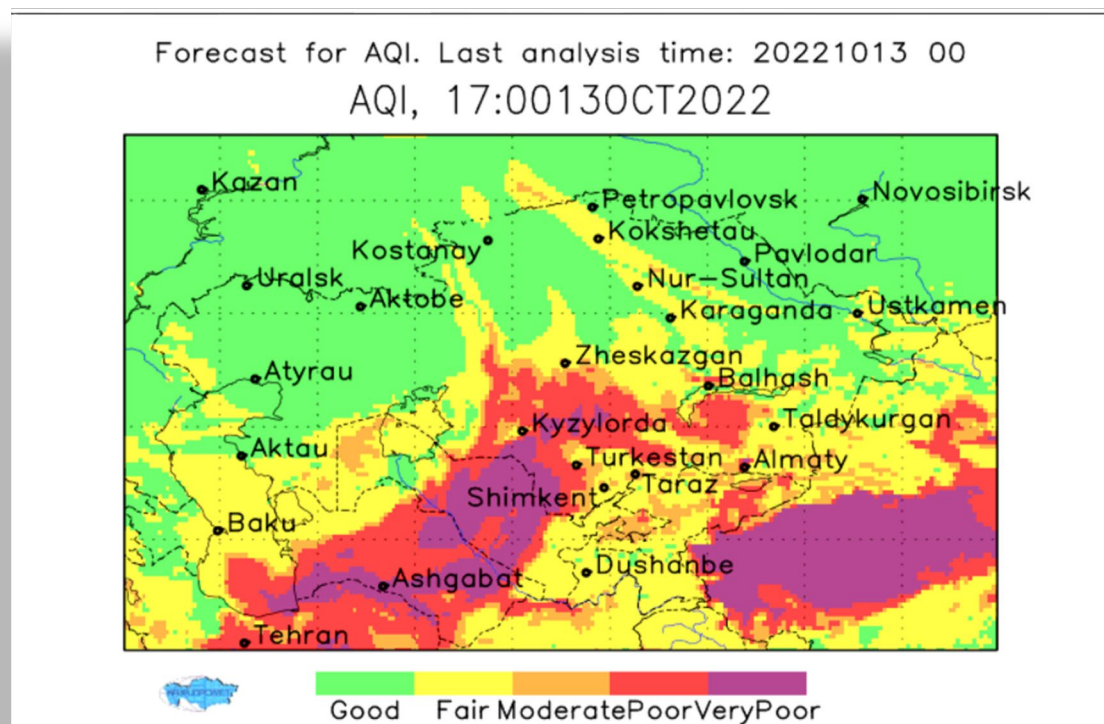 Forecast for AQI. Last analysis time: 20221013 00
AQI, 17:0013OCT2022
Kazan
Petropavlovsk
Novosibirsk
Kostanay
Kokshetau
Pavlodar
Uralsk
Nur-Sultan
Aktobe
Karaganda
Ustkamen
Zheskazgan
Atyrau
Balhash
Kyzylorda
Taldykurgan
Aktau
Turkestan
Almaty
Shimkent
Taraz
Baku
Dushanbe
Ashgabat
Tehran
Good Fair Moderate Poor VeryPoor